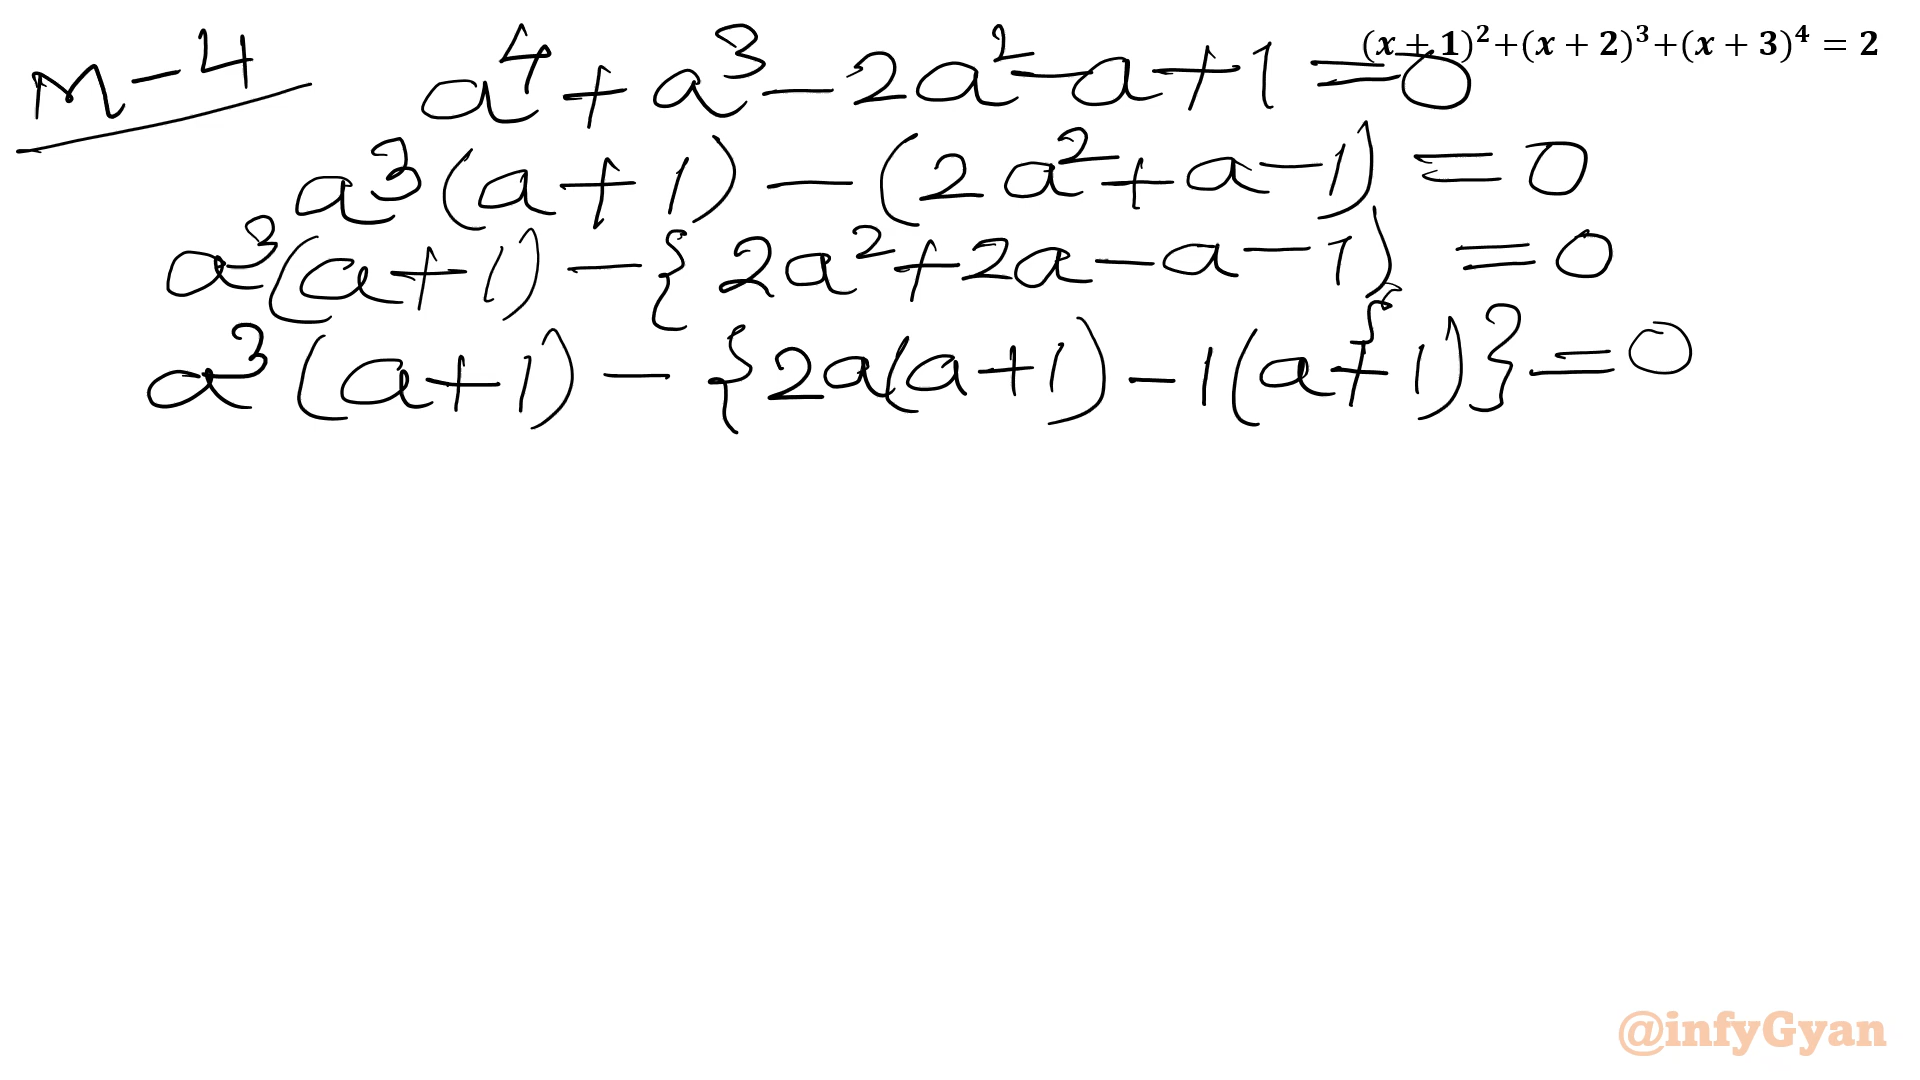 (x + 1)²+(x + 2)³+(x + 3)⁴ = 2
M-4
a⁴ + a³ - 2a² - a + 1 = 0
a³(a+1) - (2a²+a-1) = 0
a³(a+1) - {2a²+2a-a-1} = 0
a³(a+1) - {2a(a+1) - 1(a+1)} = 0
@infyGyan